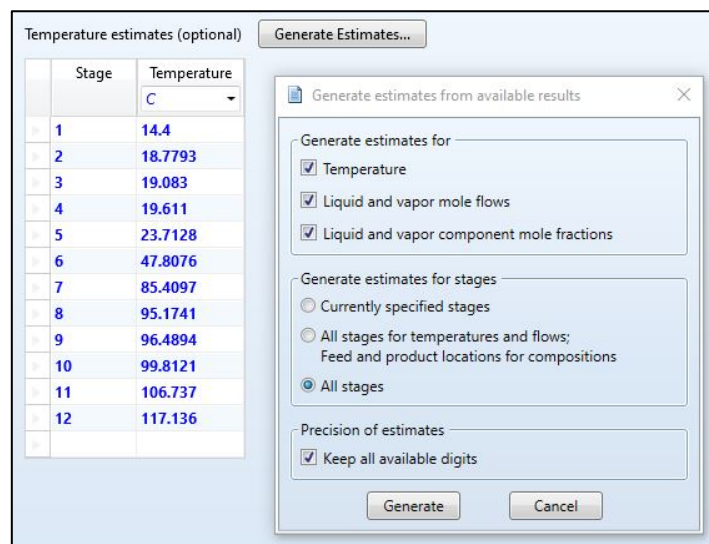 Temperature estimates (optional) Generate Estimates...
Stage Temperature
C
1 14.4
2 18.7793
3 19.083
4 19.611
5 23.7128
6 47.8076
7 85.4097
8 95.1741
9 96.4894
10 99.8121
11 106.737
12 117.136
Generate estimates from available results
Generate estimates for
Temperature
Liquid and vapor mole flows
Liquid and vapor component mole fractions
Generate estimates for stages
Currently specified stages
All stages for temperatures and flows;
Feed and product locations for compositions
All stages
Precision of estimates
Keep all available digits
Generate Cancel